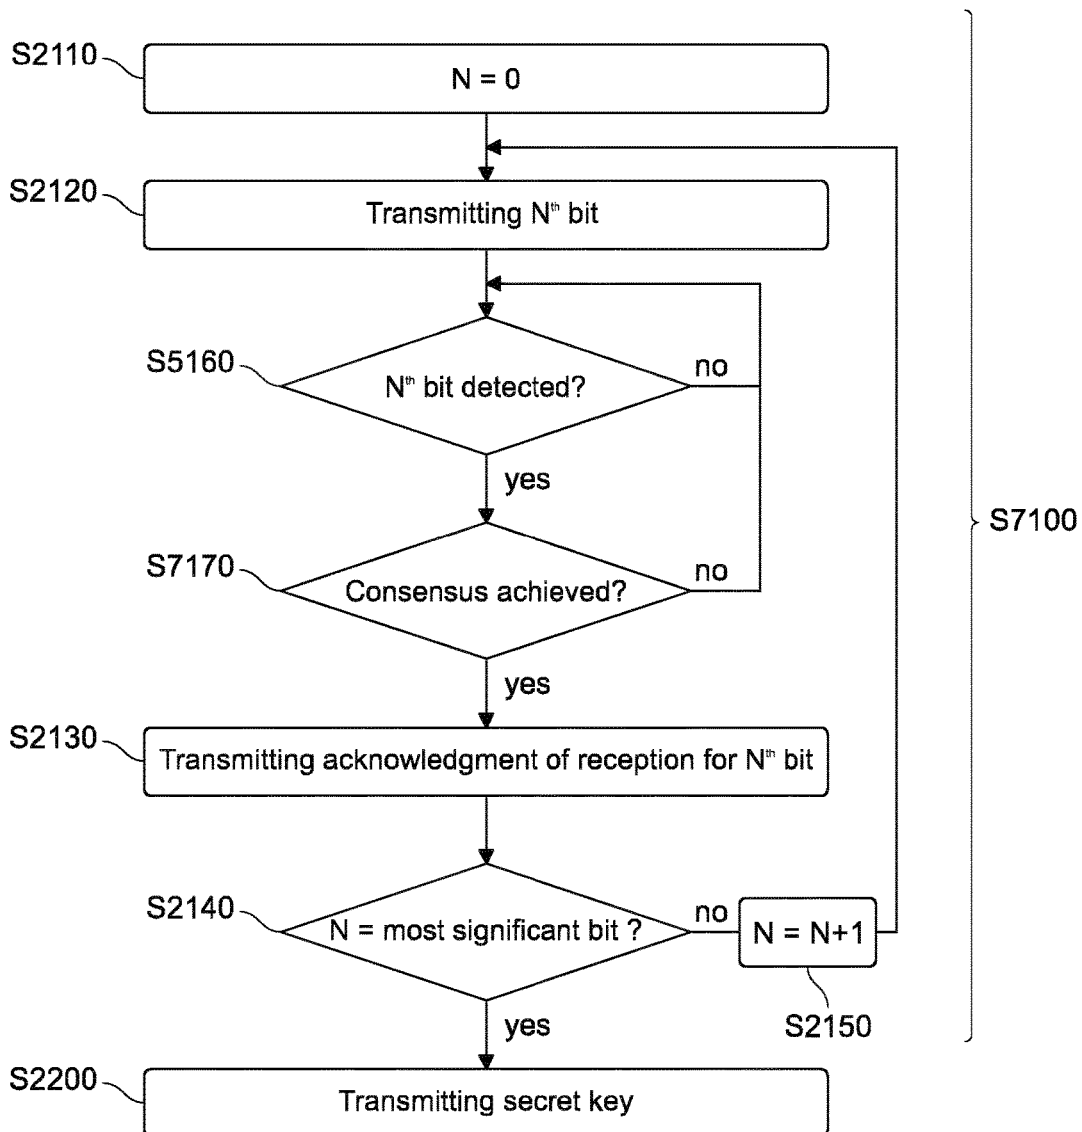 S2110
N = 0
S2120
Transmitting Nth bit
S5160
Nth bit detected?
no
yes
S7170
Consensus achieved?
no
yes
S7100
S2130
Transmitting acknowledgment of reception for Nth bit
S2140
N = most significant bit ?
no
N = N+1
S2150
yes
S2200
Transmitting secret key